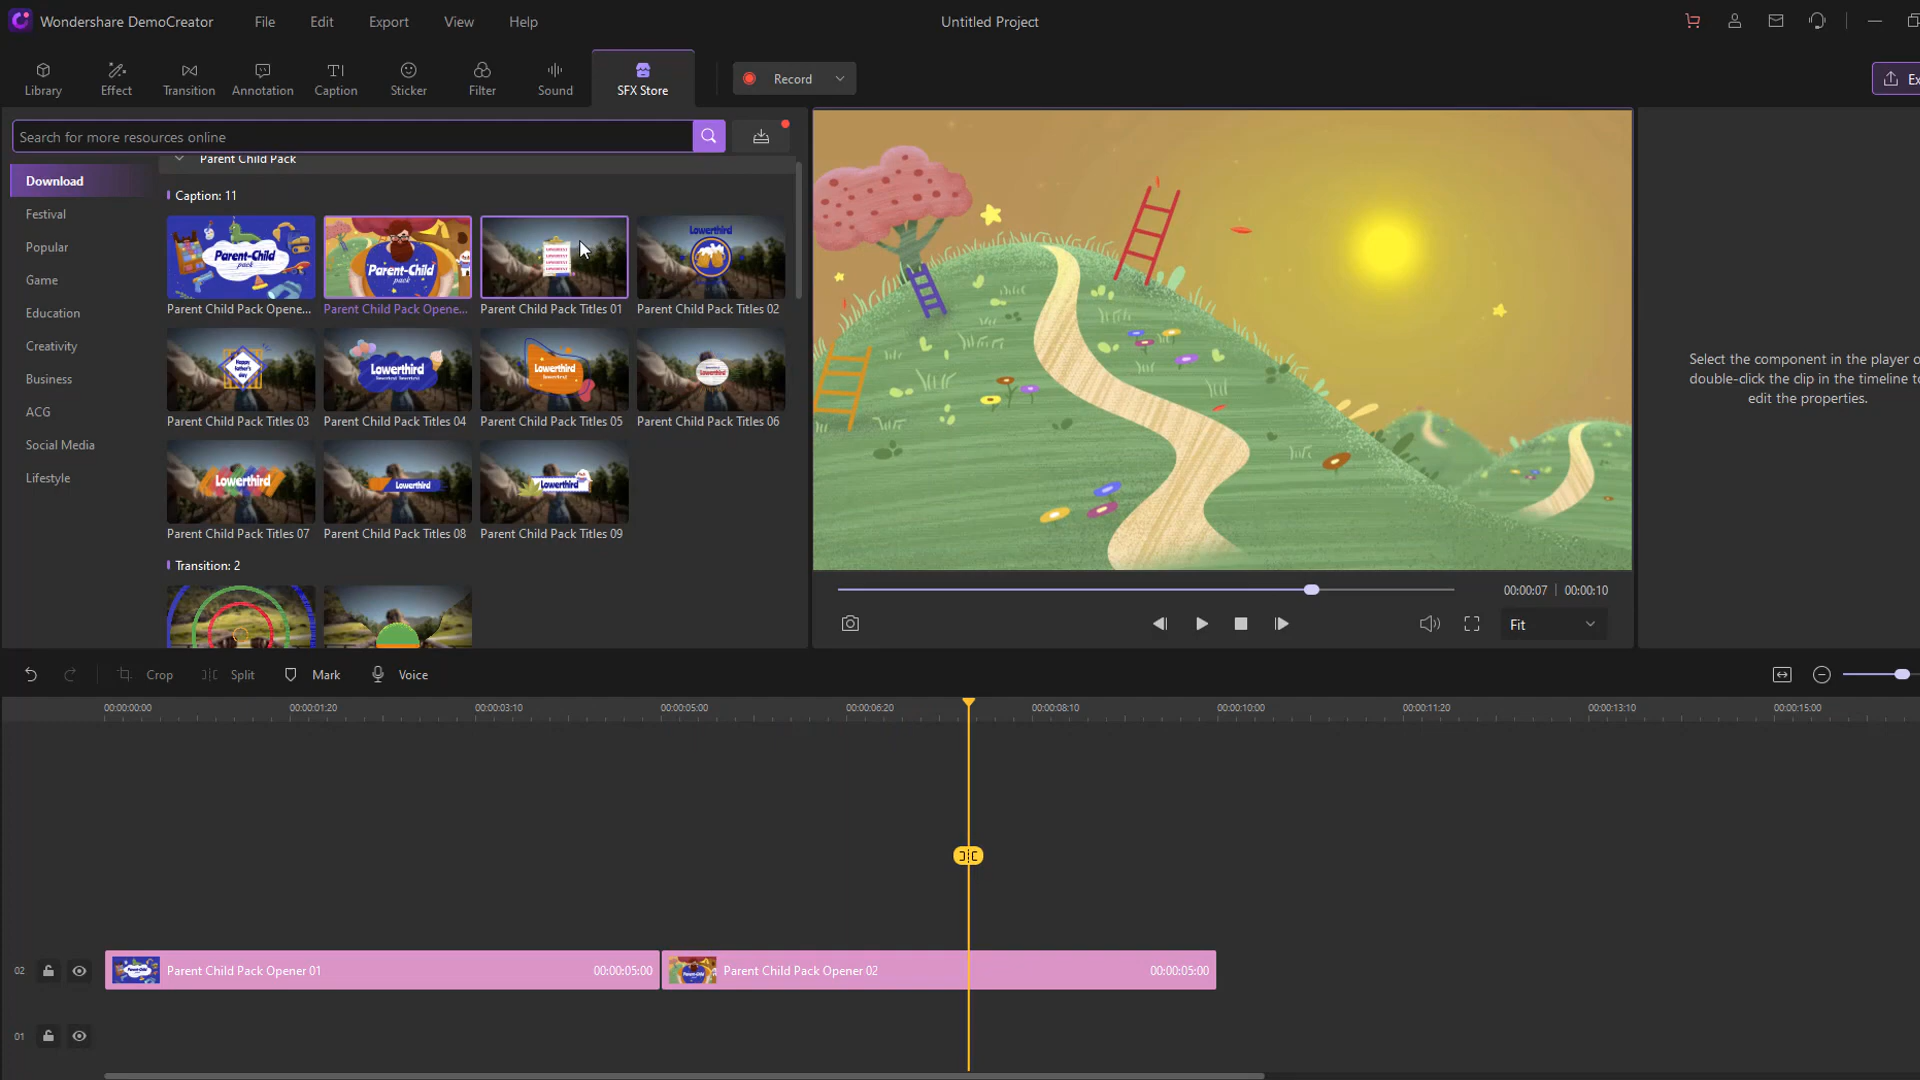 Wondershare DemoCreator File Edit Export View Help Untitled Project
Library Effect Transition Annotation Caption Sticker Filter Sound SFX Store Record Ex
Search for more resources online
Parent Child Pack
Download
Festival
Popular
Game
Education
Creativity
Business
ACG
Social Media
Lifestyle
Caption: 11
Parent-Child
pack
Parent-Child
pack
Lowerthird
Parent Child Pack Opene... Parent Child Pack Opene... Parent Child Pack Titles 01 Parent Child Pack Titles 02
Happy
father's
day
Lowerthird
Lowerthird
Parent Child Pack Titles 03 Parent Child Pack Titles 04 Parent Child Pack Titles 05 Parent Child Pack Titles 06
Lowerthird
Lowerthird
Lowerthird
Parent Child Pack Titles 07 Parent Child Pack Titles 08 Parent Child Pack Titles 09
Transition: 2
00:00:07 | 00:00:10
Fit
Select the component in the player o
double-click the clip in the timeline to
edit the properties.
Crop Split Mark Voice
00:00:00:00 00:00:01:20 00:00:03:10 00:00:05:00 00:00:06:20 00:00:08:10 00:00:10:00 00:00:11:20 00:00:13:10 00:00:15:00
02 Parent Child Pack Opener 01 00:00:05:00 Parent Child Pack Opener 02 00:00:05:00
01